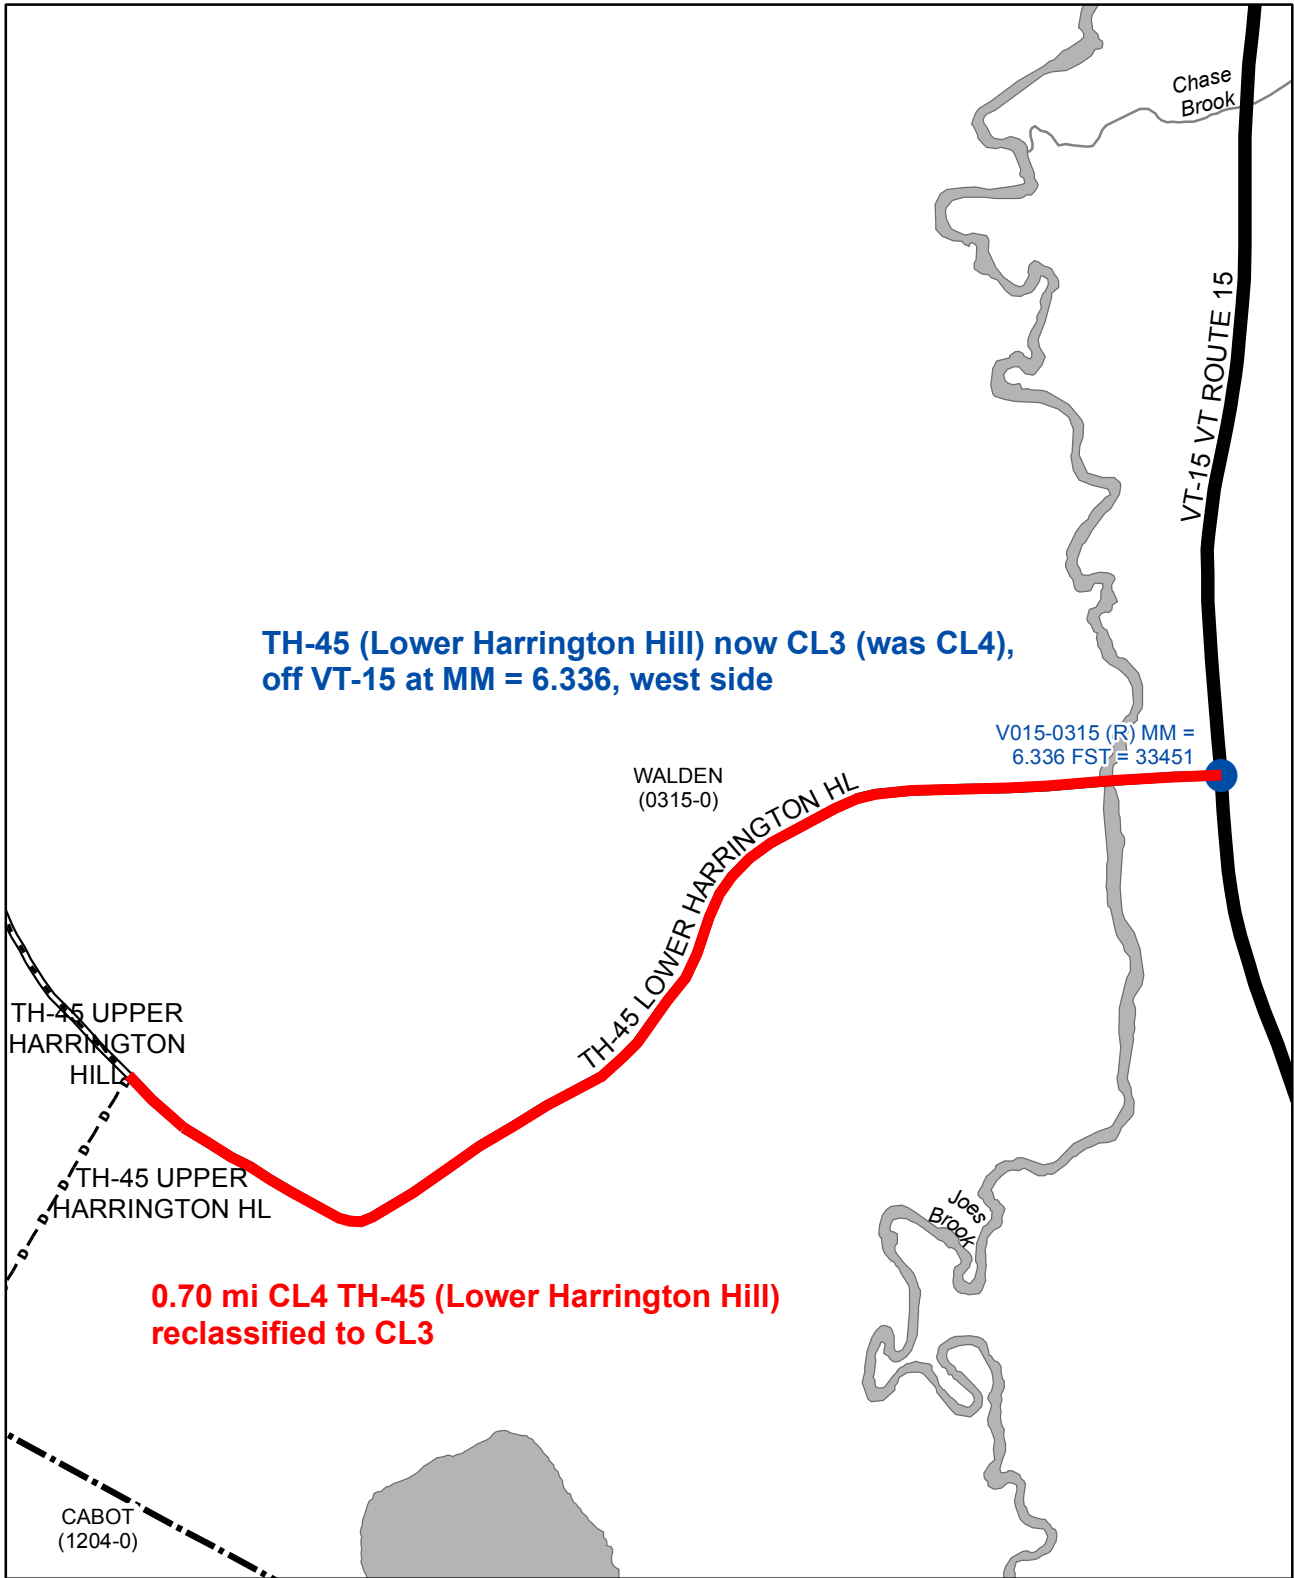 Chase
Brook
VT-15 VT ROUTE 15
TH-45 (Lower Harrington Hill) now CL3 (was CL4),
off VT-15 at MM = 6.336, west side
V015-0315 (R) MM =
6.336 FST = 33451
WALDEN
(0315-0)
TH-45 LOWER HARRINGTON HL
TH-45 UPPER
HARRINGTON
HILL
D
D
TH-45 UPPER
HARRINGTON HL
D
D
D
Joes
Brook
0.70 mi CL4 TH-45 (Lower Harrington Hill)
reclassified to CL3
CABOT
(1204-0)